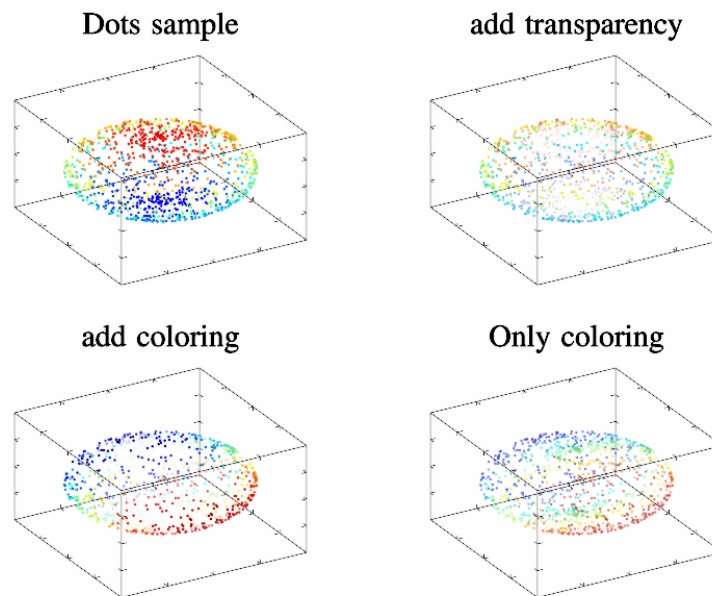 Dots sample
add transparency
add coloring
Only coloring